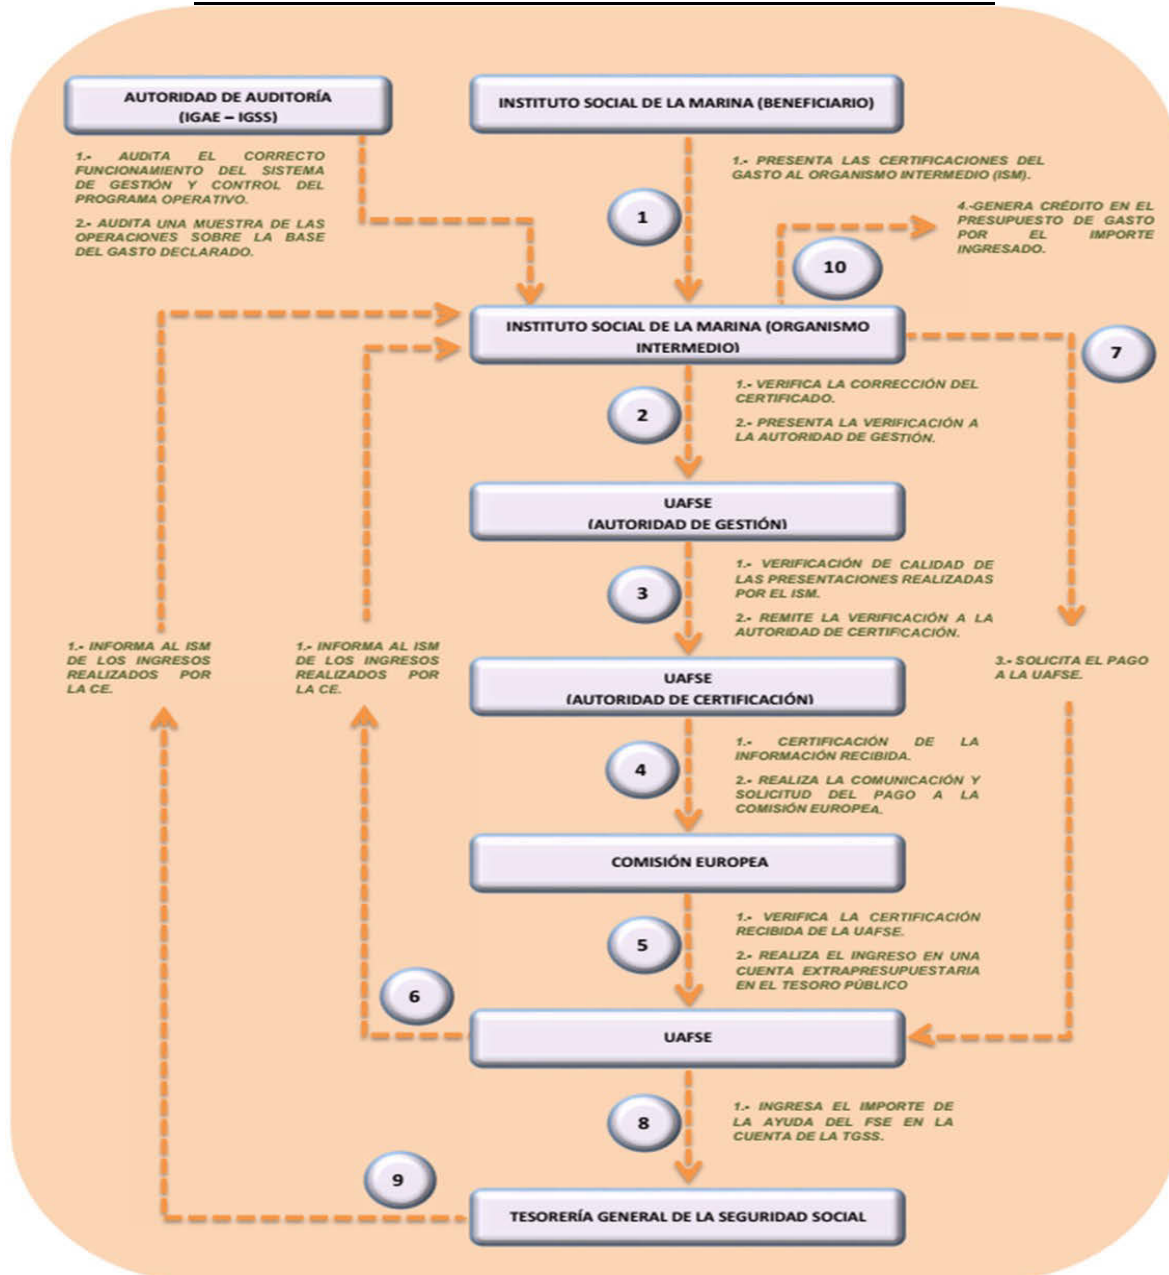 AUTORIDAD DE AUDITORÍA
(IGAE – IGSS)
INSTITUTO SOCIAL DE LA MARINA (BENEFICIARIO)
1.- AUDITA EL CORRECTO
FUNCIONAMIENTO DEL SISTEMA
DE GESTIÓN Y CONTROL DEL
PROGRAMA OPERATIVO.
2.- AUDITA UNA MUESTRA DE LAS
OPERACIONES SOBRE LA BASE
DEL GASTO DECLARADO.
1
1.- PRESENTA LAS CERTIFICACIONES DEL
GASTO AL ORGANISMO INTERMEDIO (ISM).
4.-GENERA CRÉDITO EN EL
PRESUPUESTO DE GASTO
POR EL IMPORTE
INGRESADO.
10
INSTITUTO SOCIAL DE LA MARINA (ORGANISMO
INTERMEDIO)
7
2
1.- VERIFICA LA CORRECCIÓN DEL
CERTIFICADO.
2.- PRESENTA LA VERIFICACIÓN A
LA AUTORIDAD DE GESTIÓN.
UAFSE
(AUTORIDAD DE GESTIÓN)
3
1.- VERIFICACIÓN DE CALIDAD DE
LAS PRESENTACIONES REALIZADAS
POR EL ISM.
2.- REMITE LA VERIFICACIÓN A LA
AUTORIDAD DE CERTIFICACIÓN.
1.- INFORMA AL ISM
DE LOS INGRESOS
REALIZADOS POR
LA CE.
1.- INFORMA AL ISM
DE LOS INGRESOS
REALIZADOS POR
LA CE.
3.- SOLICITA EL PAGO
A LA UAFSE.
UAFSE
(AUTORIDAD DE CERTIFICACIÓN)
4
1.- CERTIFICACIÓN DE LA
INFORMACIÓN RECIBIDA.
2.- REALIZA LA COMUNICACIÓN Y
SOLICITUD DEL PAGO A LA
COMISIÓN EUROPEA.
COMISIÓN EUROPEA
5
1.- VERIFICA LA CERTIFICACIÓN
RECIBIDA DE LA UAFSE.
2.- REALIZA EL INGRESO EN UNA
CUENTA EXTRAPRESUPUESTARIA
EN EL TESORO PÚBLICO
6
UAFSE
8
1.- INGRESA EL IMPORTE DE
LA AYUDA DEL FSE EN LA
CUENTA DE LA TGSS.
9
TESORERÍA GENERAL DE LA SEGURIDAD SOCIAL